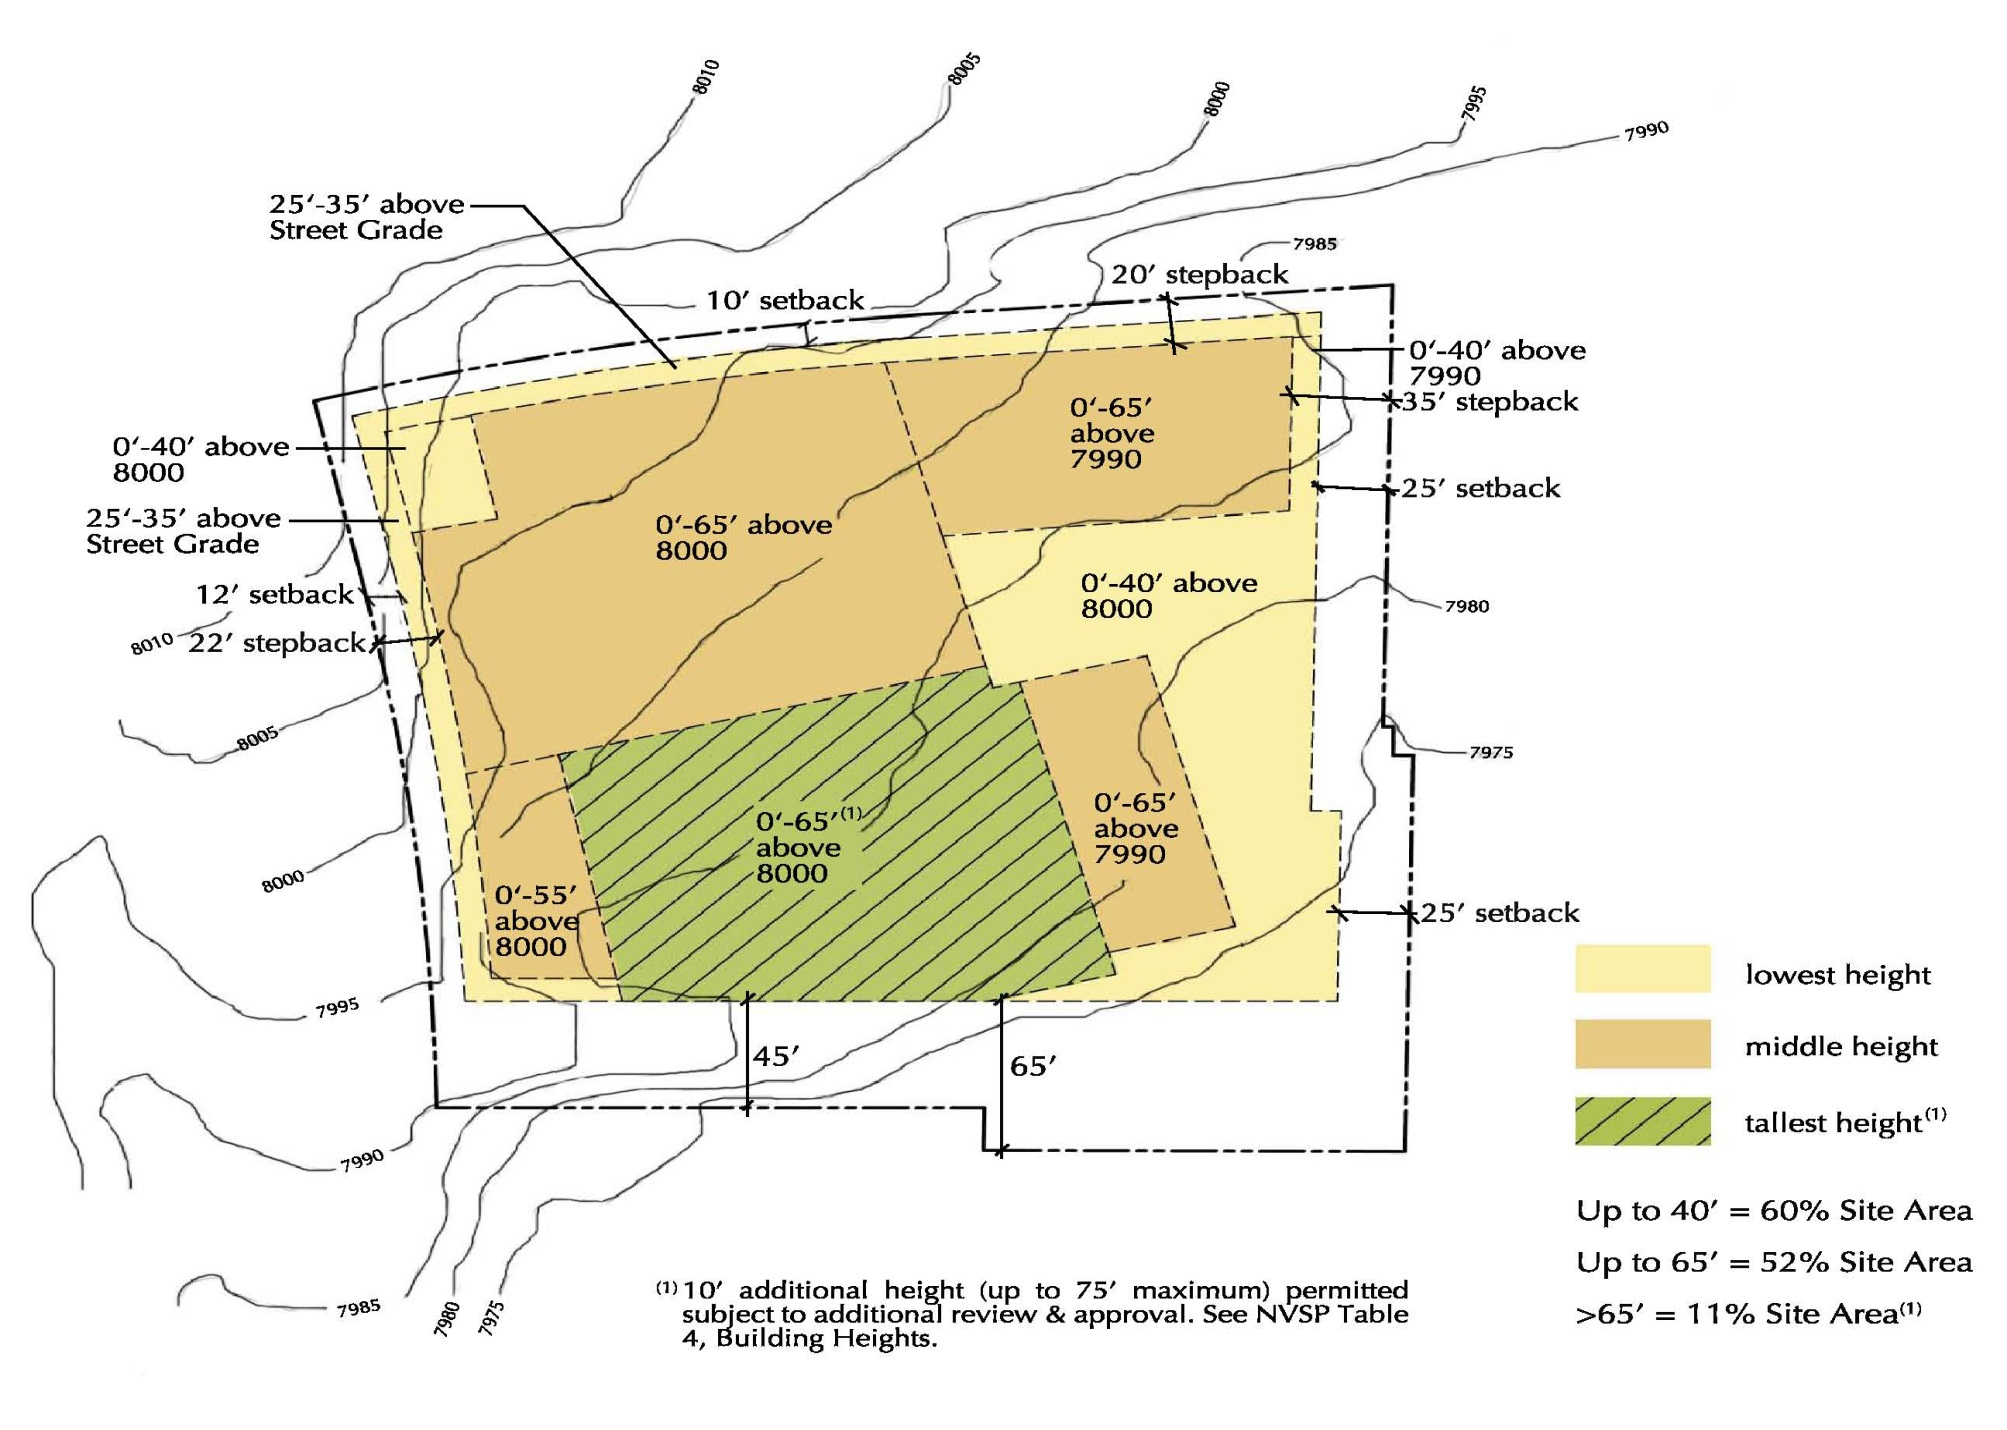 8010
8005
8000
7995
7990
25‘-35′ above
Street Grade
7985
20′ stepback
10′ setback
0‘-40′ above
7990
35′ stepback
0‘-40′ above
8000
0‘-65′
above
7990
25′ setback
25‘-35′ above
Street Grade
0‘-65′ above
8000
0‘-40′ above
8000
12′ setback
7980
8010
22′ stepback
8005
7975
0‘-65′
above
7990
0‘-65′(1)
above
8000
8000
0‘-55′
above
8000
25′ setback
lowest height
7995
middle height
45′
65′
tallest height(1)
7990
Up to 40′ = 60% Site Area
Up to 65′ = 52% Site Area
>65′ = 11% Site Area(1)
7985
7980
7975
(1) 10′ additional height (up to 75′ maximum) permitted
subject to additional review & approval. See NVSP Table
4, Building Heights.